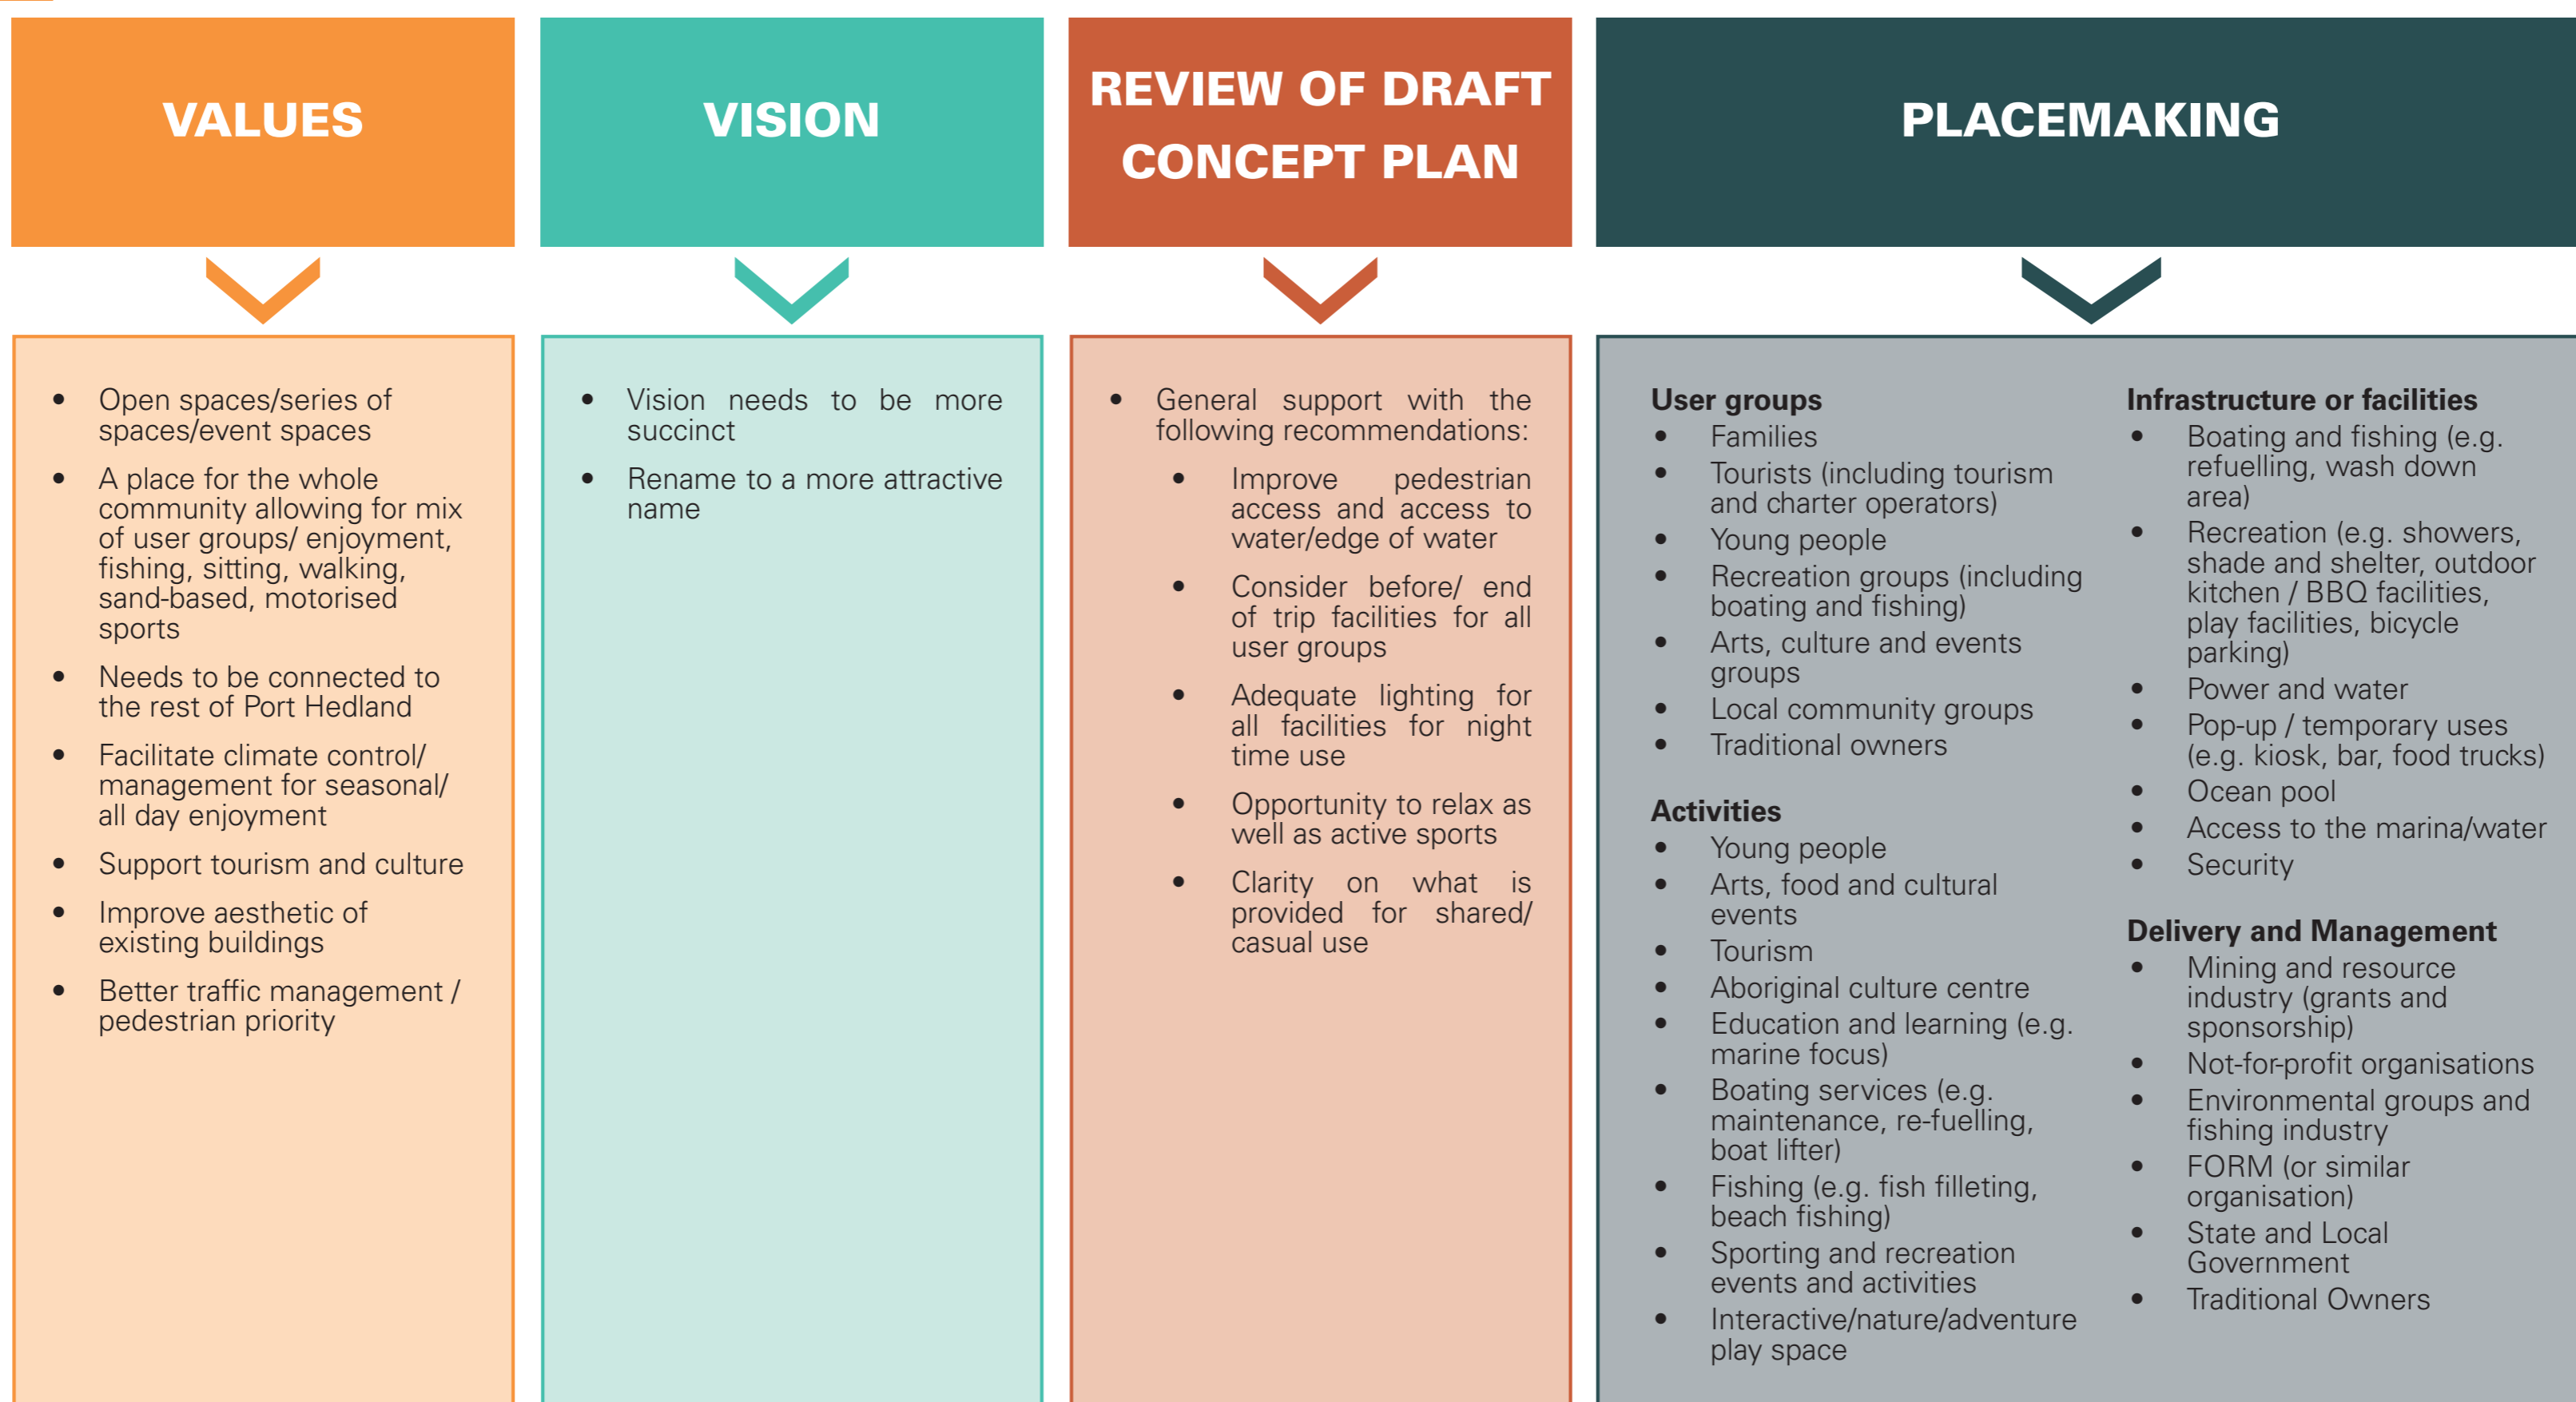 VALUES
• Open spaces/series of
spaces/event spaces
• A place for the whole
community allowing for mix
of user groups/ enjoyment,
fishing, sitting, walking,
sand-based, motorised
sports
• Needs to be connected to
the rest of Port Hedland
• Facilitate climate control/
management for seasonal/
all day enjoyment
• Support tourism and culture
• Improve aesthetic of
existing buildings
• Better traffic management /
pedestrian priority
VISION
• Vision needs to be more
succinct
• Rename to a more attractive
name
REVIEW OF DRAFT
CONCEPT PLAN
• General support with the
following recommendations:
• Improve pedestrian
access and access to
water/edge of water
• Consider before/ end
of trip facilities for all
user groups
• Adequate lighting for
all facilities for night
time use
• Opportunity to relax as
well as active sports
• Clarity on what is
provided for shared/
casual use
PLACEMAKING
User groups
• Families
• Tourists (including tourism
and charter operators)
• Young people
• Recreation groups (including
boating and fishing)
• Arts, culture and events
groups
• Local community groups
• Traditional owners
Activities
• Young people
• Arts, food and cultural
events
• Tourism
• Aboriginal culture centre
• Education and learning (e.g.
marine focus)
• Boating services (e.g.
maintenance, re-fuelling,
boat lifter)
• Fishing (e.g. fish filleting,
beach fishing)
• Sporting and recreation
events and activities
• Interactive/nature/adventure
play space
Infrastructure or facilities
• Boating and fishing (e.g.
refuelling, wash down
area)
• Recreation (e.g. showers,
shade and shelter, outdoor
kitchen / BBQ facilities,
play facilities, bicycle
parking)
• Power and water
• Pop-up / temporary uses
(e.g. kiosk, bar, food trucks)
• Ocean pool
• Access to the marina/water
• Security
Delivery and Management
• Mining and resource
industry (grants and
sponsorship)
• Not-for-profit organisations
• Environmental groups and
fishing industry
• FORM (or similar
organisation)
• State and Local
Government
• Traditional Owners